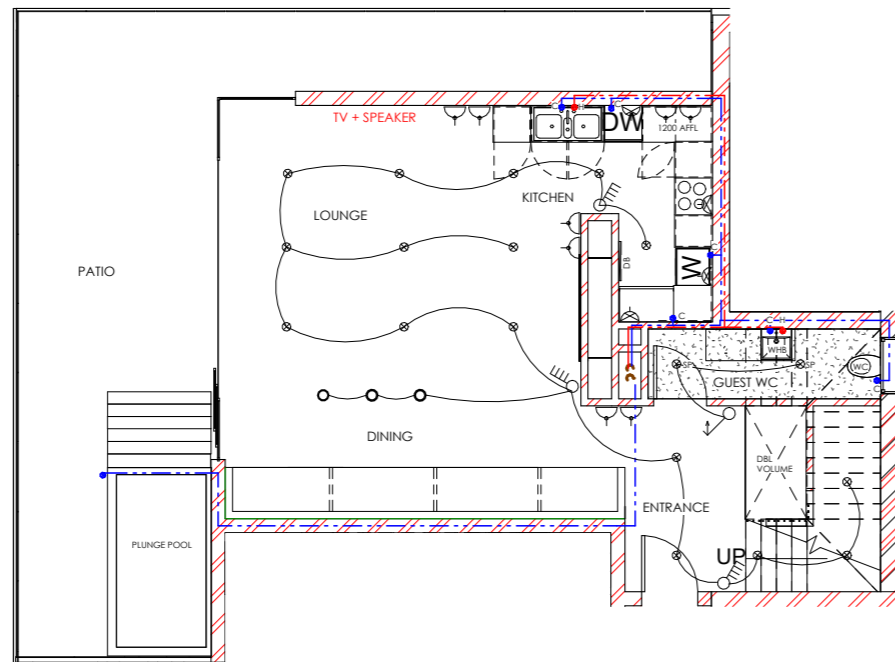 C
H
C
TV + SPEAKER
DW
1200 AFFL
KITCHEN
LOUNGE
PATIO
C
DB
W
C
C H
WHB
SP
SP
WC
GUEST WC
C
DINING
DBL
VOLUME
ENTRANCE
PLUNGE POOL
UP